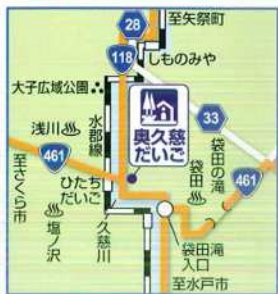 至矢祭町
28
118
しものみや
大子広域公園
奥久慈
だいご
33
浅川
水郡線
461
至さくら市
ひたち
だいご
塩ノ沢
久慈川
袋田
袋田の滝
461
袋田滝
入口
至水戸市